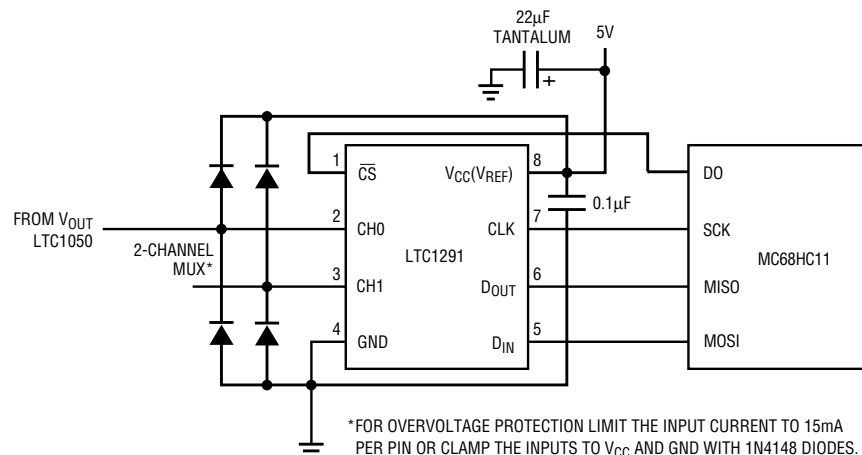 22µF
TANTALUM
5V
+
1
CS
2
CH0
3
CH1
4
GND
LTC1291
VCC(VREF)
8
CLK
7
DOUT
6
DIN
5
0.1µF
DO
SCK
MISO
MOSI
MC68HC11
FROM VOUT
LTC1050
2-CHANNEL
MUX*
*FOR OVERVOLTAGE PROTECTION LIMIT THE INPUT CURRENT TO 15mA
PER PIN OR CLAMP THE INPUTS TO VCC AND GND WITH 1N4148 DIODES.